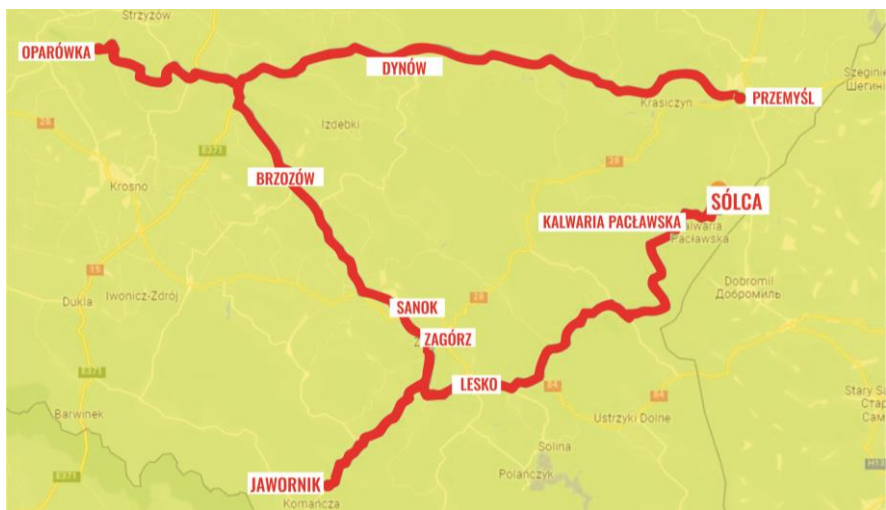 Strzyżów
OPARÓWKA
DYNÓW
Szeginie
Шегині
Krasiczyn
PRZEMYŚL
28
Izdebki
E371
28
BRZOZÓW
Krosno
SÓLCA
KALWARIA PACŁAWSKA
Kalwaria
Pacławska
19
Iwonicz-Zdrój
Dobromil
Добромиль
Dukla
28
SANOK
ZAGÓRZ
E371
LESKO
84
84
Stary Sa
Стар
Сам
Barwinek
Ustrzyki Dolne
Solina
JAWORNIK
Polańczyk
E371
H13
Komańcza